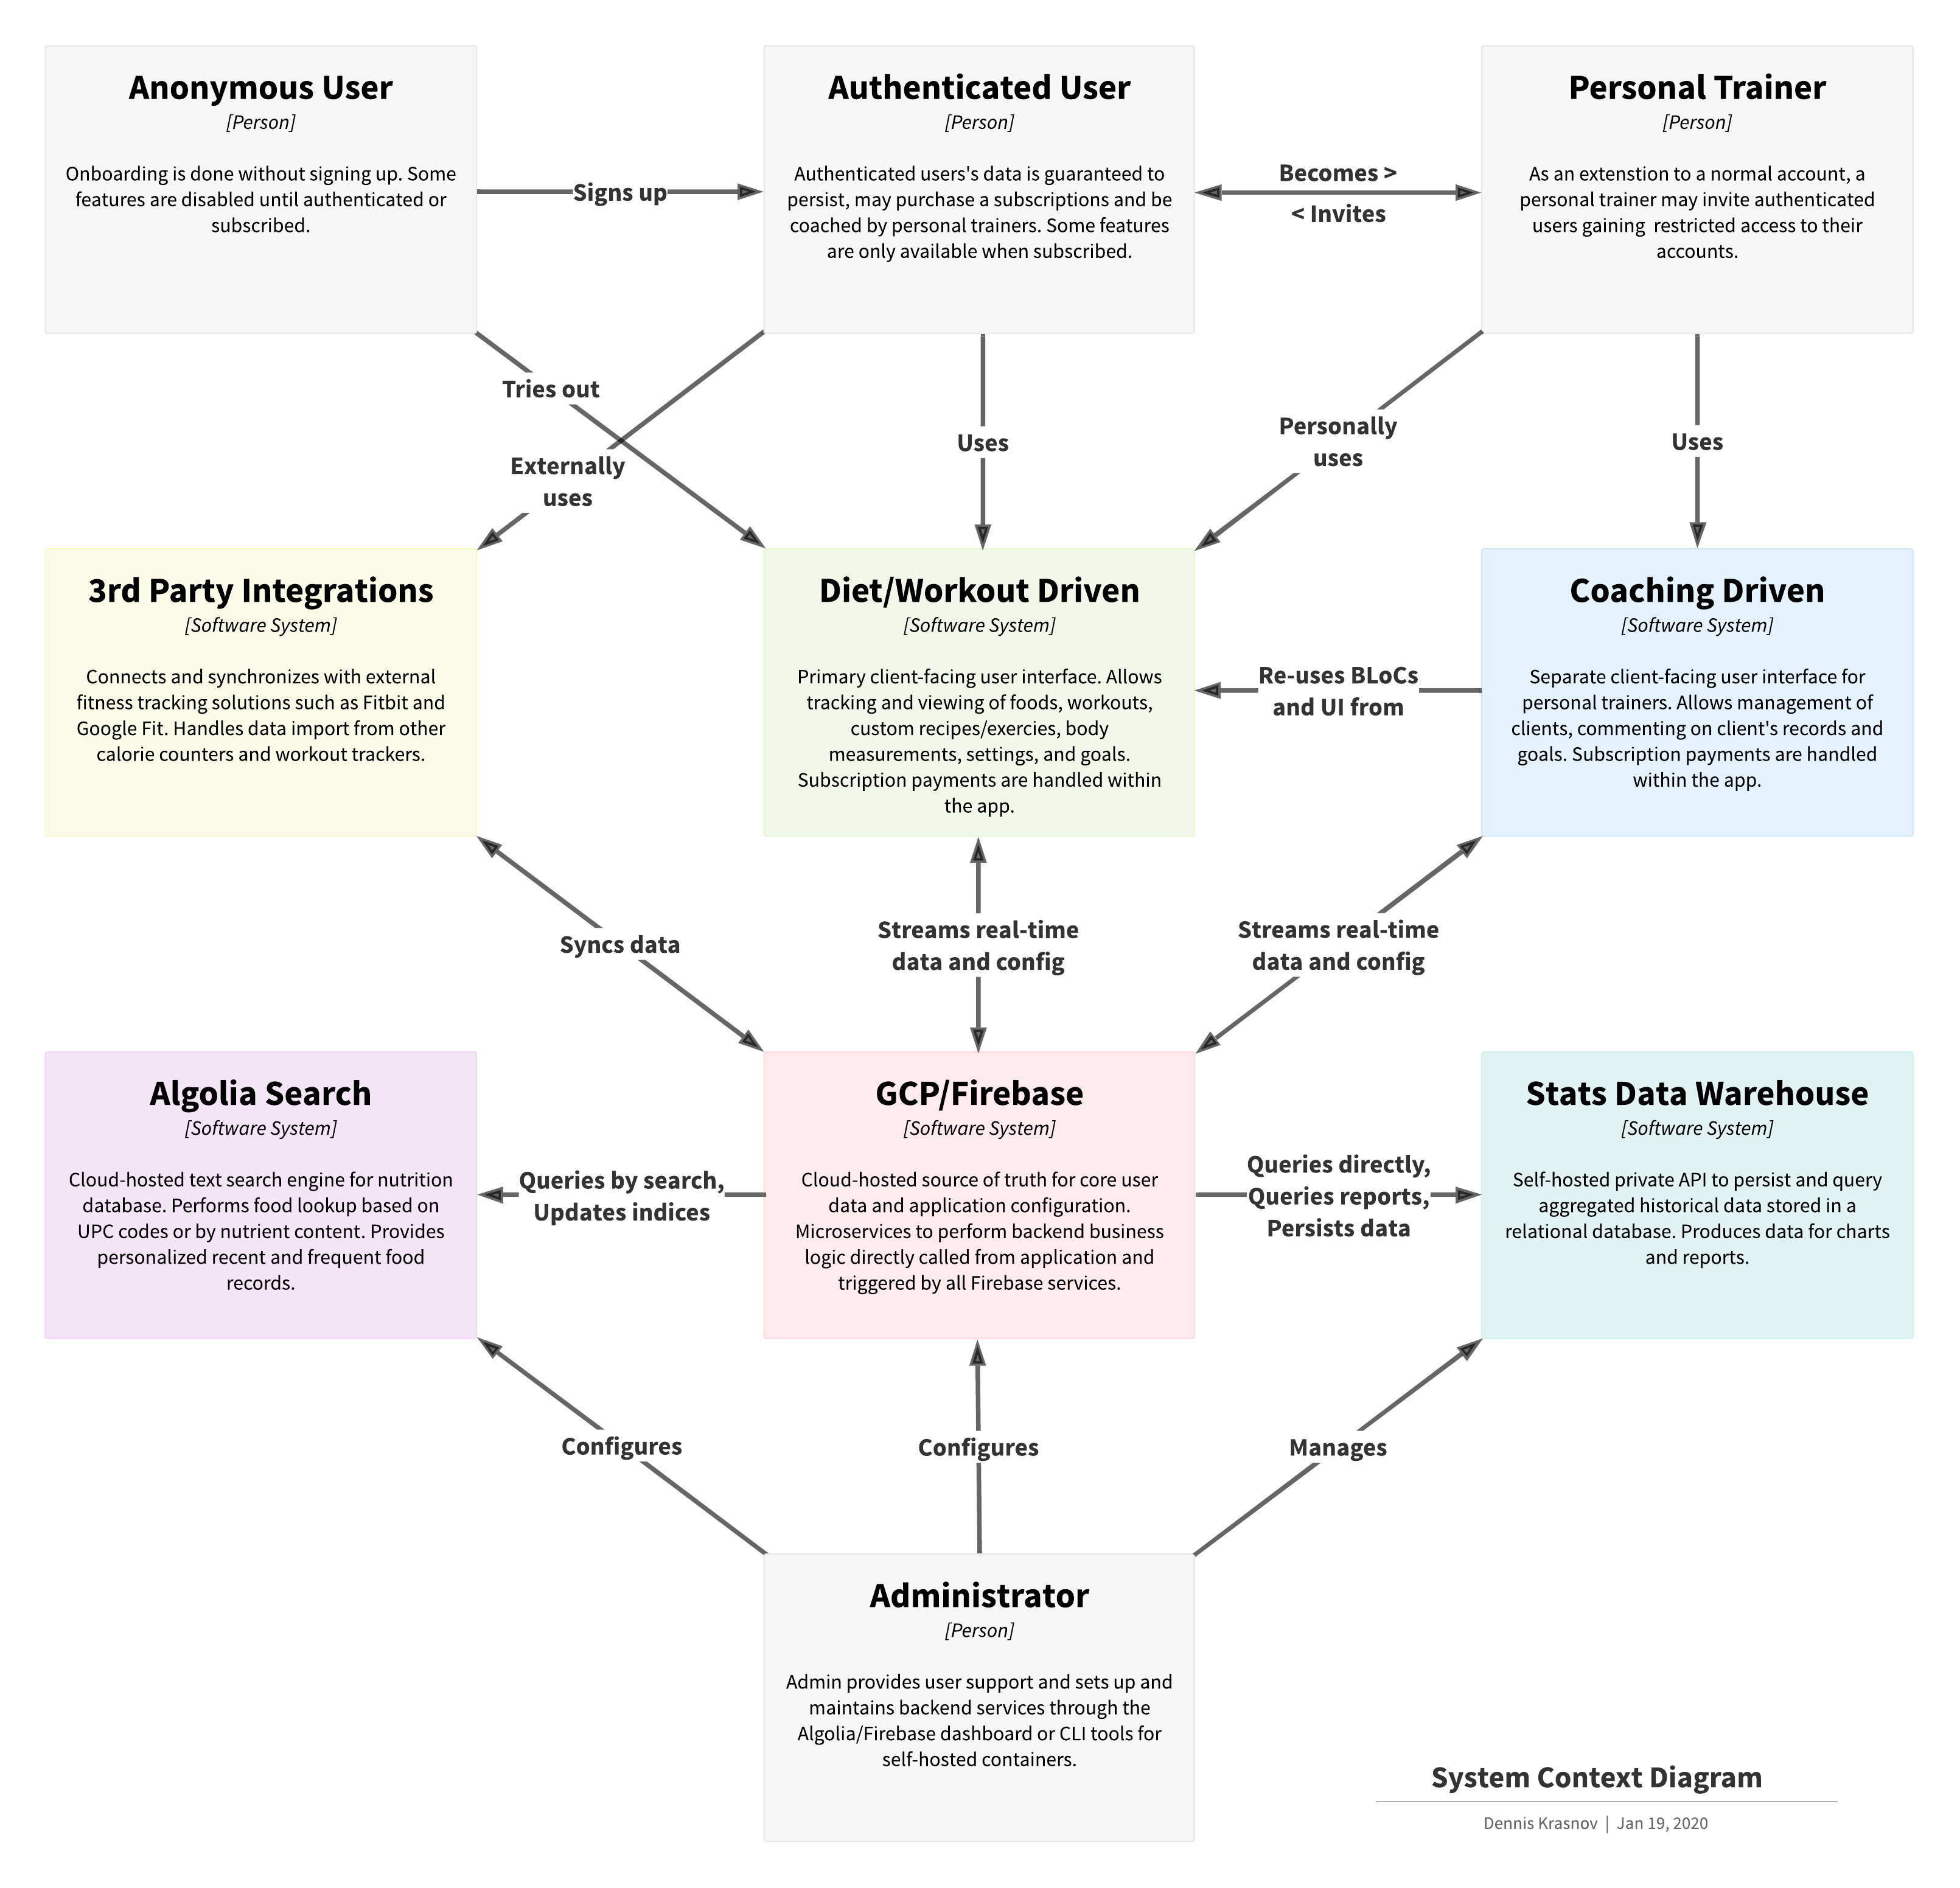 Anonymous User
[Person]
Onboarding is done without signing up. Some
features are disabled until authenticated or
subscribed.
Signs up
Authenticated User
[Person]
Authenticated users's data is guaranteed to
persist, may purchase a subscriptions and be
coached by personal trainers. Some features
are only available when subscribed.
Becomes >
< Invites
Personal Trainer
[Person]
As an extenstion to a normal account, a
personal trainer may invite authenticated
users gaining  restricted access to their
accounts.
Tries out
Externally
uses
Uses
Personally
uses
Uses
3rd Party Integrations
[Software System]
Connects and synchronizes with external
fitness tracking solutions such as Fitbit and
Google Fit. Handles data import from other
calorie counters and workout trackers.
Diet/Workout Driven
[Software System]
Primary client-facing user interface. Allows
tracking and viewing of foods, workouts,
custom recipes/exercies, body
measurements, settings, and goals.
Subscription payments are handled within
the app.
Re-uses BLoCs
and UI from
Coaching Driven
[Software System]
Separate client-facing user interface for
personal trainers. Allows management of
clients, commenting on client's records and
goals. Subscription payments are handled
within the app.
Syncs data
Streams real-time
data and config
Streams real-time
data and config
Algolia Search
[Software System]
Cloud-hosted text search engine for nutrition
database. Performs food lookup based on
UPC codes or by nutrient content. Provides
personalized recent and frequent food
records.
Queries by search,
Updates indices
GCP/Firebase
[Software System]
Cloud-hosted source of truth for core user
data and application configuration.
Microservices to perform backend business
logic directly called from application and
triggered by all Firebase services.
Queries directly,
Queries reports,
Persists data
Stats Data Warehouse
[Software System]
Self-hosted private API to persist and query
aggregated historical data stored in a
relational database. Produces data for charts
and reports.
Configures
Configures
Manages
Administrator
[Person]
Admin provides user support and sets up and
maintains backend services through the
Algolia/Firebase dashboard or CLI tools for
self-hosted containers.
System Context Diagram
Dennis Krasnov | Jan 19, 2020